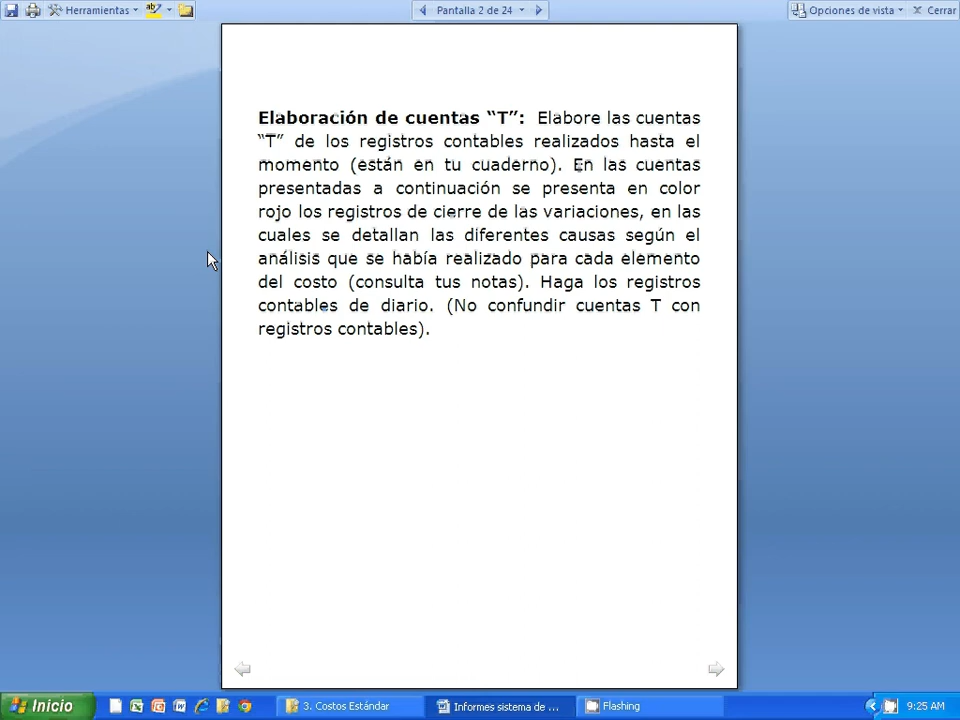 Herramientas
Pantalla 2 de 24
Opciones de vista
Cerrar
Elaboración de cuentas “T”: Elabore las cuentas
“T” de los registros contables realizados hasta el
momento (están en tu cuaderno). En las cuentas
presentadas a continuación se presenta en color
rojo los registros de cierre de las variaciones, en las
cuales se detallan las diferentes causas según el
análisis que se había realizado para cada elemento
del costo (consulta tus notas). Haga los registros
contables de diario. (No confundir cuentas T con
registros contables).
Inicio
3. Costos Estándar
Informes sistema de ...
Flashing
9:25 AM